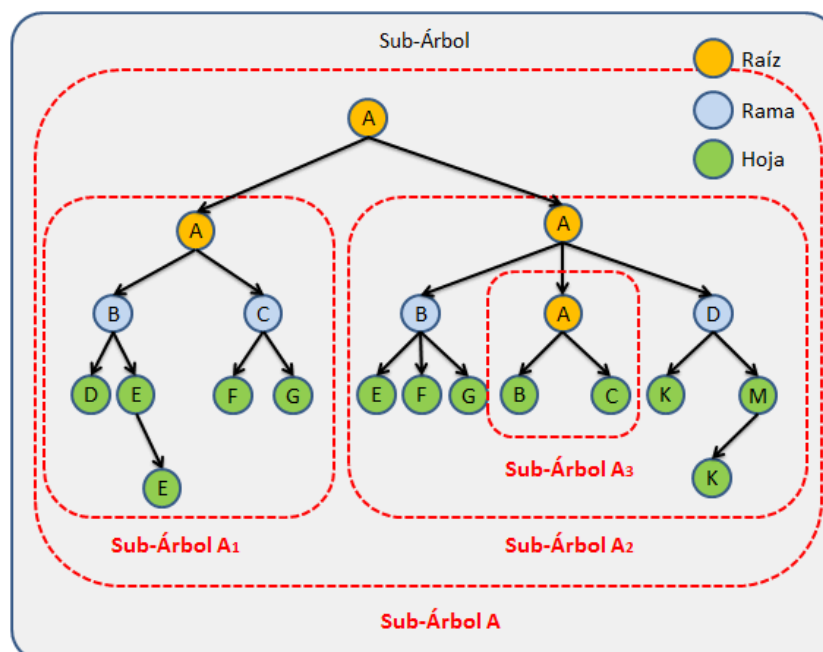 Sub-Árbol
Raíz
Rama
Hoja
A
A
A
B
C
B
A
D
D
E
F
G
E
F
G
B
C
K
M
E
K
Sub-Árbol A3
Sub-Árbol A1
Sub-Árbol A2
Sub-Árbol A